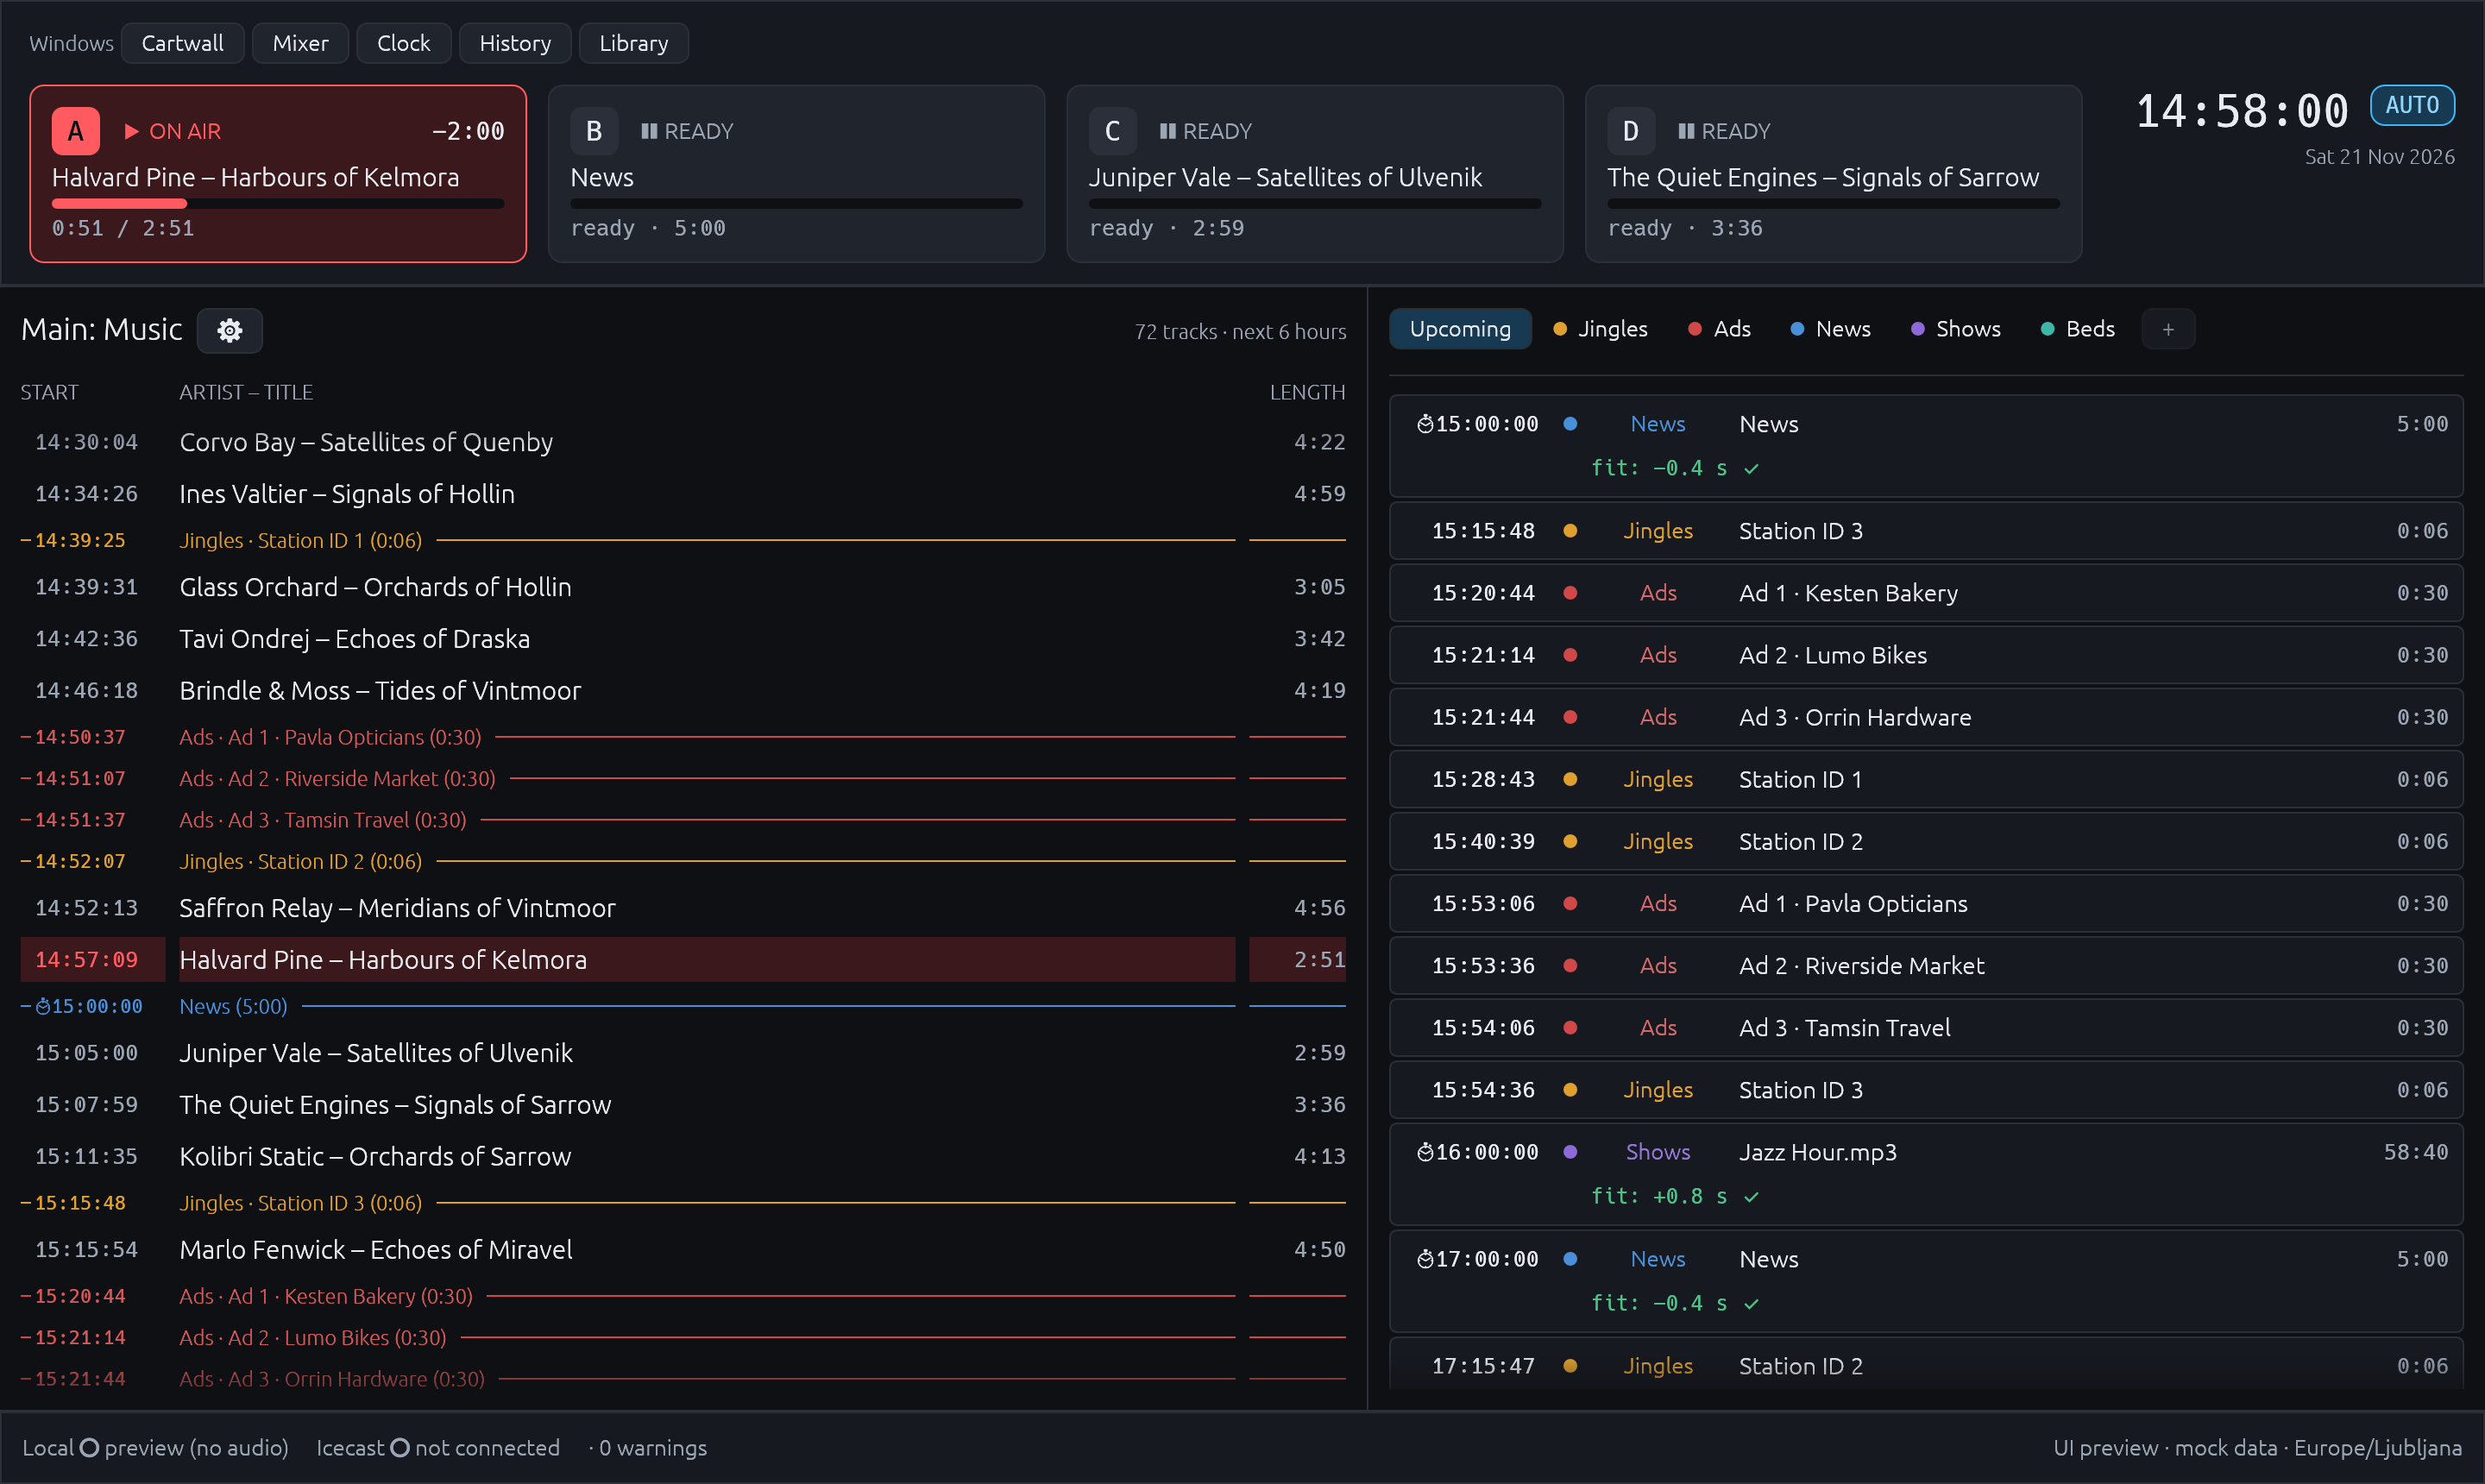 Windows Cartwall Mixer Clock History Library
A ▶ ON AIR −2:00
Halvard Pine – Harbours of Kelmora
0:51 / 2:51
B READY
News
ready · 5:00
C READY
Juniper Vale – Satellites of Ulvenik
ready · 2:59
D READY
The Quiet Engines – Signals of Sarrow
ready · 3:36
14:58:00 AUTO
Sat 21 Nov 2026
Main: Music 72 tracks · next 6 hours
START ARTIST – TITLE LENGTH
14:30:04 Corvo Bay – Satellites of Quenby 4:22
14:34:26 Ines Valtier – Signals of Hollin 4:59
14:39:25 Jingles · Station ID 1 (0:06)
14:39:31 Glass Orchard – Orchards of Hollin 3:05
14:42:36 Tavi Ondrej – Echoes of Draska 3:42
14:46:18 Brindle & Moss – Tides of Vintmoor 4:19
14:50:37 Ads · Ad 1 · Pavla Opticians (0:30)
14:51:07 Ads · Ad 2 · Riverside Market (0:30)
14:51:37 Ads · Ad 3 · Tamsin Travel (0:30)
14:52:07 Jingles · Station ID 2 (0:06)
14:52:13 Saffron Relay – Meridians of Vintmoor 4:56
14:57:09 Halvard Pine – Harbours of Kelmora 2:51
15:00:00 News (5:00)
15:05:00 Juniper Vale – Satellites of Ulvenik 2:59
15:07:59 The Quiet Engines – Signals of Sarrow 3:36
15:11:35 Kolibri Static – Orchards of Sarrow 4:13
15:15:48 Jingles · Station ID 3 (0:06)
15:15:54 Marlo Fenwick – Echoes of Miravel 4:50
15:20:44 Ads · Ad 1 · Kesten Bakery (0:30)
15:21:14 Ads · Ad 2 · Lumo Bikes (0:30)
15:21:44 Ads · Ad 3 · Orrin Hardware (0:30)
Upcoming Jingles Ads News Shows Beds +
15:00:00 News News 5:00
fit: −0.4 s ✓
15:15:48 Jingles Station ID 3 0:06
15:20:44 Ads Ad 1 · Kesten Bakery 0:30
15:21:14 Ads Ad 2 · Lumo Bikes 0:30
15:21:44 Ads Ad 3 · Orrin Hardware 0:30
15:28:43 Jingles Station ID 1 0:06
15:40:39 Jingles Station ID 2 0:06
15:53:06 Ads Ad 1 · Pavla Opticians 0:30
15:53:36 Ads Ad 2 · Riverside Market 0:30
15:54:06 Ads Ad 3 · Tamsin Travel 0:30
15:54:36 Jingles Station ID 3 0:06
16:00:00 Shows Jazz Hour.mp3 58:40
fit: +0.8 s ✓
17:00:00 News News 5:00
fit: −0.4 s ✓
17:15:47 Jingles Station ID 2 0:06
Local preview (no audio) Icecast not connected · 0 warnings UI preview · mock data · Europe/Ljubljana